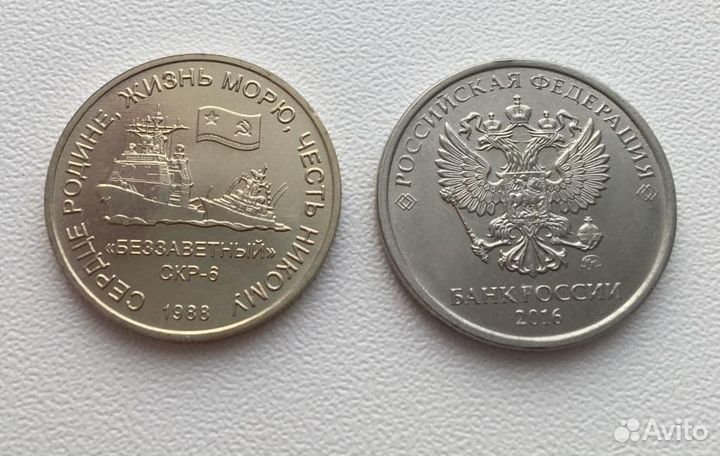 СЕРДЦЕ РОДИНЕ, ЖИЗНЬ МОРЮ, ЧЕСТЬ НИКОМУ
«БЕЗЗАВЕТНЫЙ»
СКР-6
1988
РОССИЙСКАЯ ФЕДЕРАЦИЯ
БАНК РОССИИ
2016
Avito